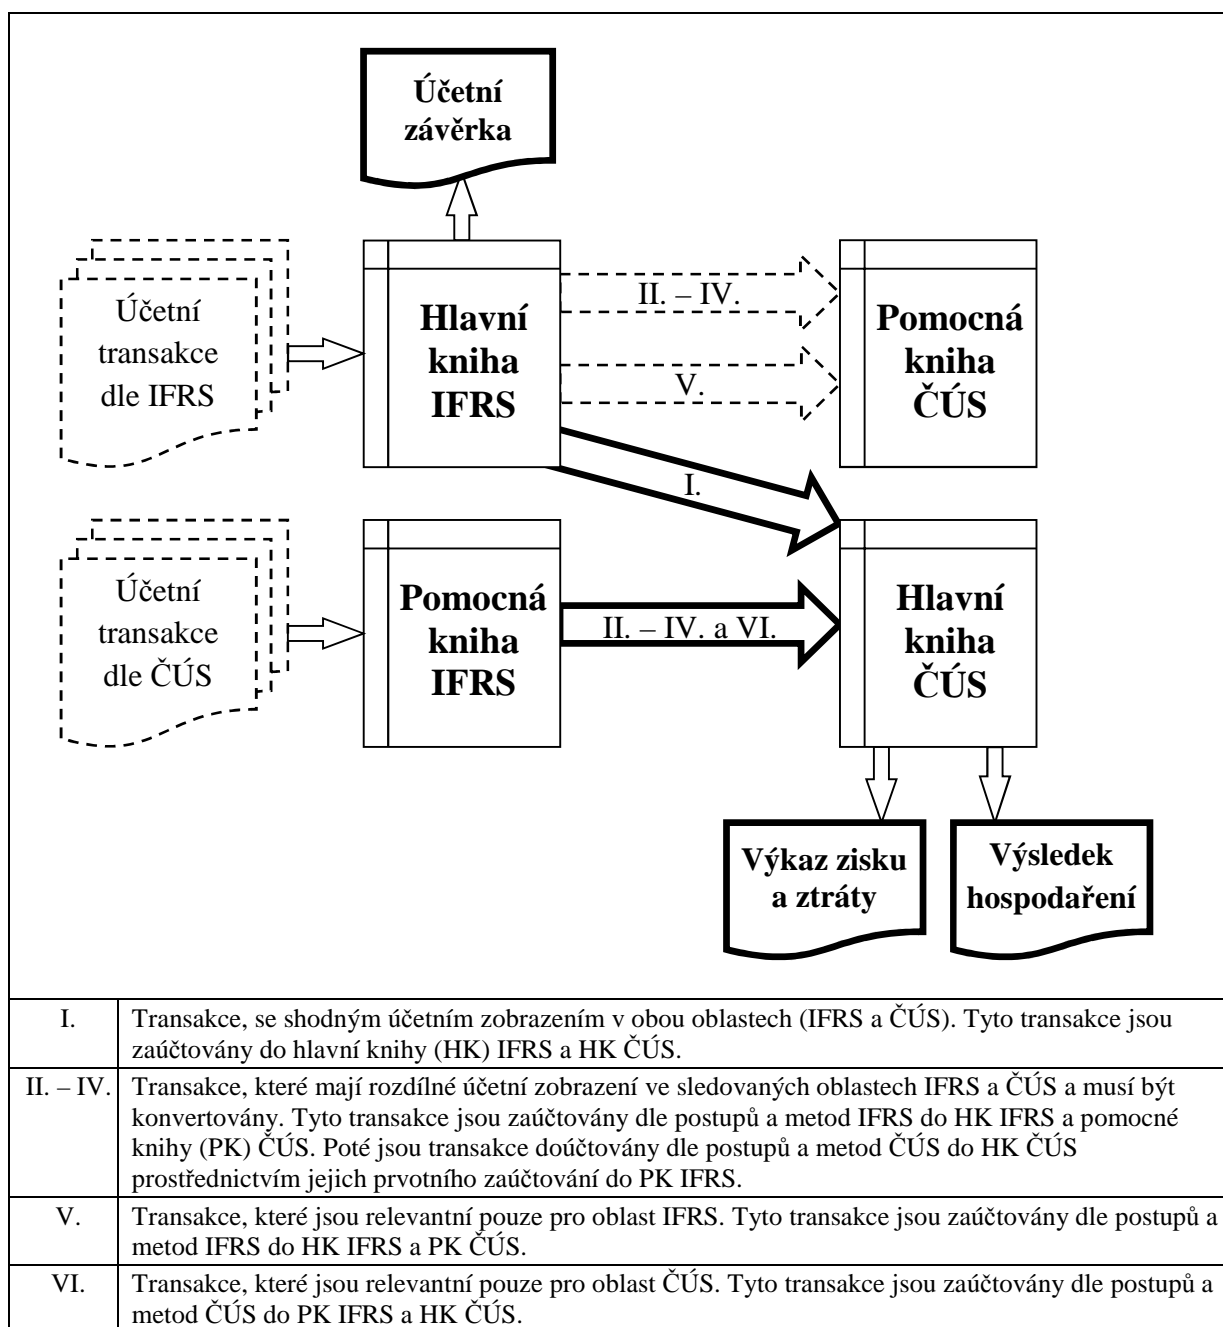 Účetní
závěrka
Účetní
transakce
dle IFRS
Hlavní
kniha
IFRS
II. – IV.
V.
Pomocná
kniha
ČÚS
I.
Účetní
transakce
dle ČÚS
Pomocná
kniha
IFRS
II. – IV. a VI.
Hlavní
kniha
ČÚS
Výkaz zisku
a ztráty
Výsledek
hospodaření
I.
Transakce, se shodným účetním zobrazením v obou oblastech (IFRS a ČÚS). Tyto transakce jsou
zaúčtovány do hlavní knihy (HK) IFRS a HK ČÚS.
II. – IV.
Transakce, které mají rozdílné účetní zobrazení ve sledovaných oblastech IFRS a ČÚS a musí být
konvertovány. Tyto transakce jsou zaúčtovány dle postupů a metod IFRS do HK IFRS a pomocné
knihy (PK) ČÚS. Poté jsou transakce doúčtovány dle postupů a metod ČÚS do HK ČÚS
prostřednictvím jejich prvotního zaúčtování do PK IFRS.
V.
Transakce, které jsou relevantní pouze pro oblast IFRS. Tyto transakce jsou zaúčtovány dle postupů a
metod IFRS do HK IFRS a PK ČÚS.
VI.
Transakce, které jsou relevantní pouze pro oblast ČÚS. Tyto transakce jsou zaúčtovány dle postupů a
metod ČÚS do PK IFRS a HK ČÚS.